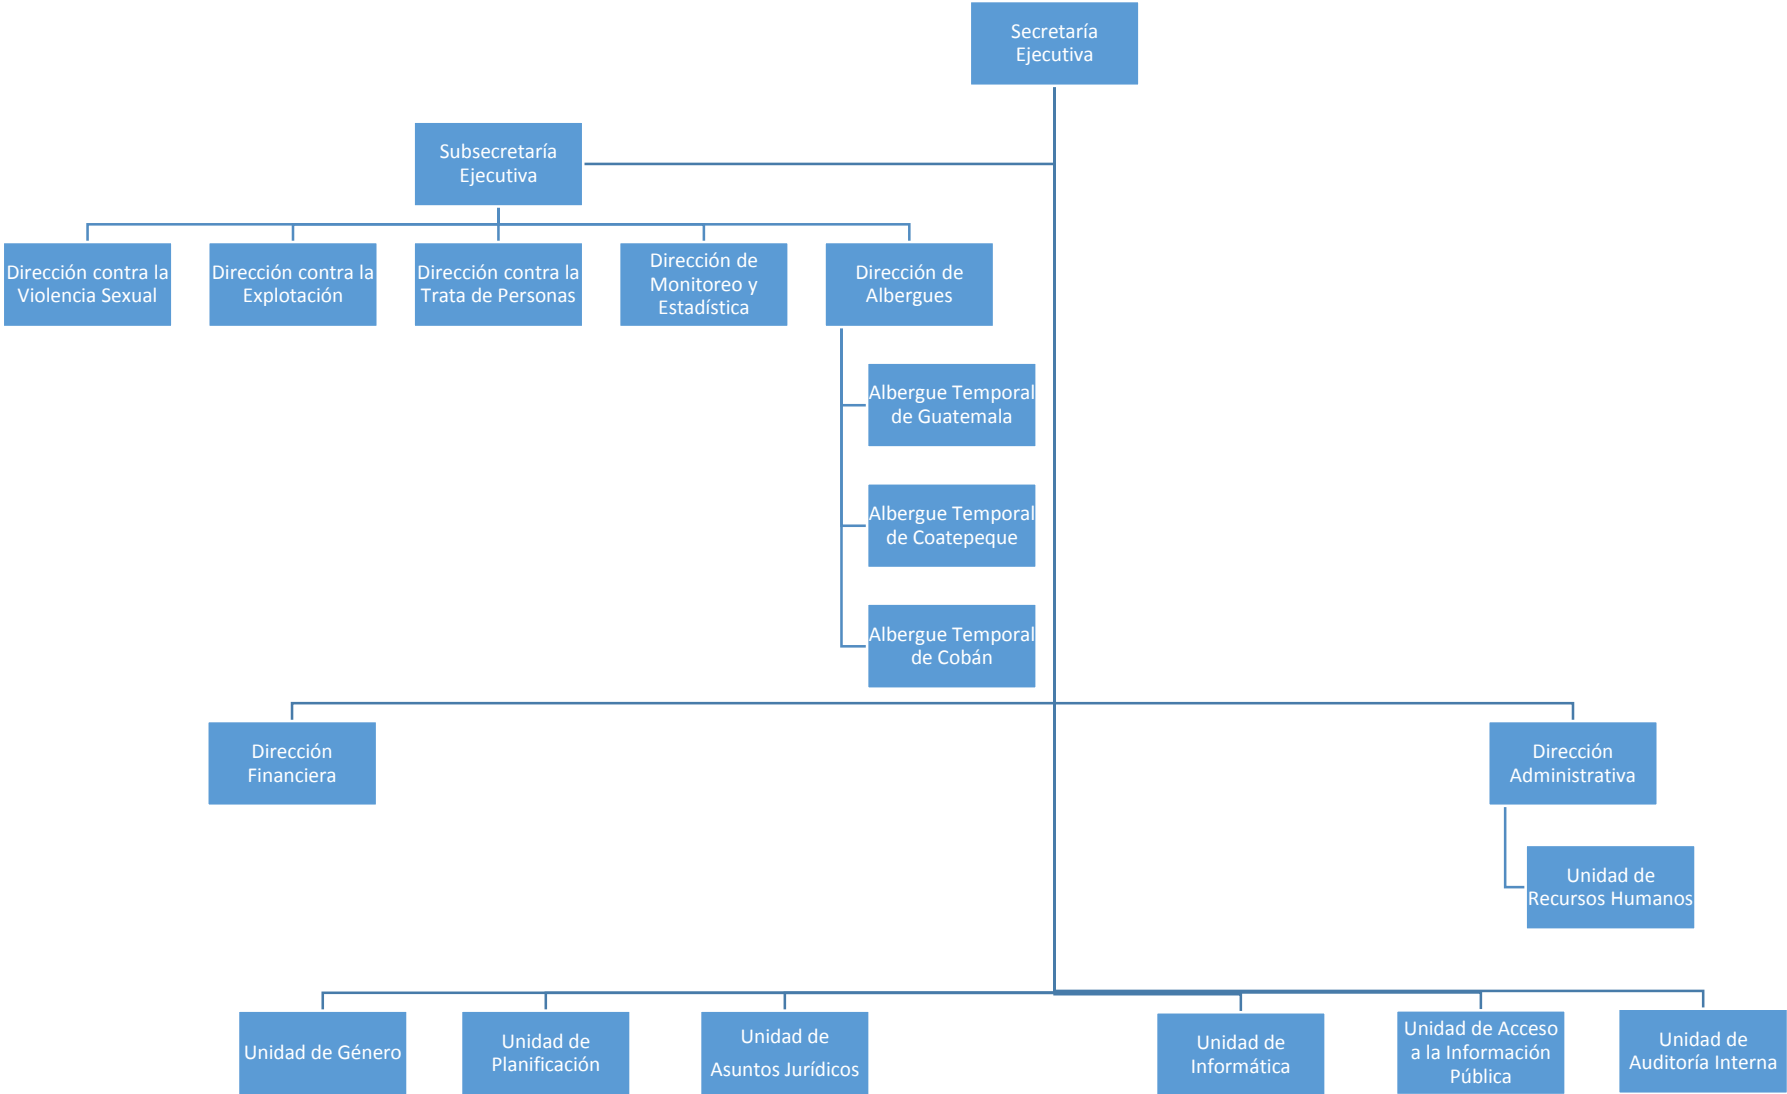 Secretaría
Ejecutiva
Subsecretaría
Ejecutiva
Dirección contra la
Violencia Sexual
Dirección contra la
Explotación
Dirección contra la
Trata de Personas
Dirección de
Monitoreo y
Estadística
Dirección de
Albergues
Albergue Temporal
de Guatemala
Albergue Temporal
de Coatepeque
Albergue Temporal
de Cobán
Dirección
Financiera
Dirección
Administrativa
Unidad de
Recursos Humanos
Unidad de Género
Unidad de
Planificación
Unidad de
Asuntos Jurídicos
Unidad de
Informática
Unidad de Acceso
a la Información
Pública
Unidad de
Auditoría Interna